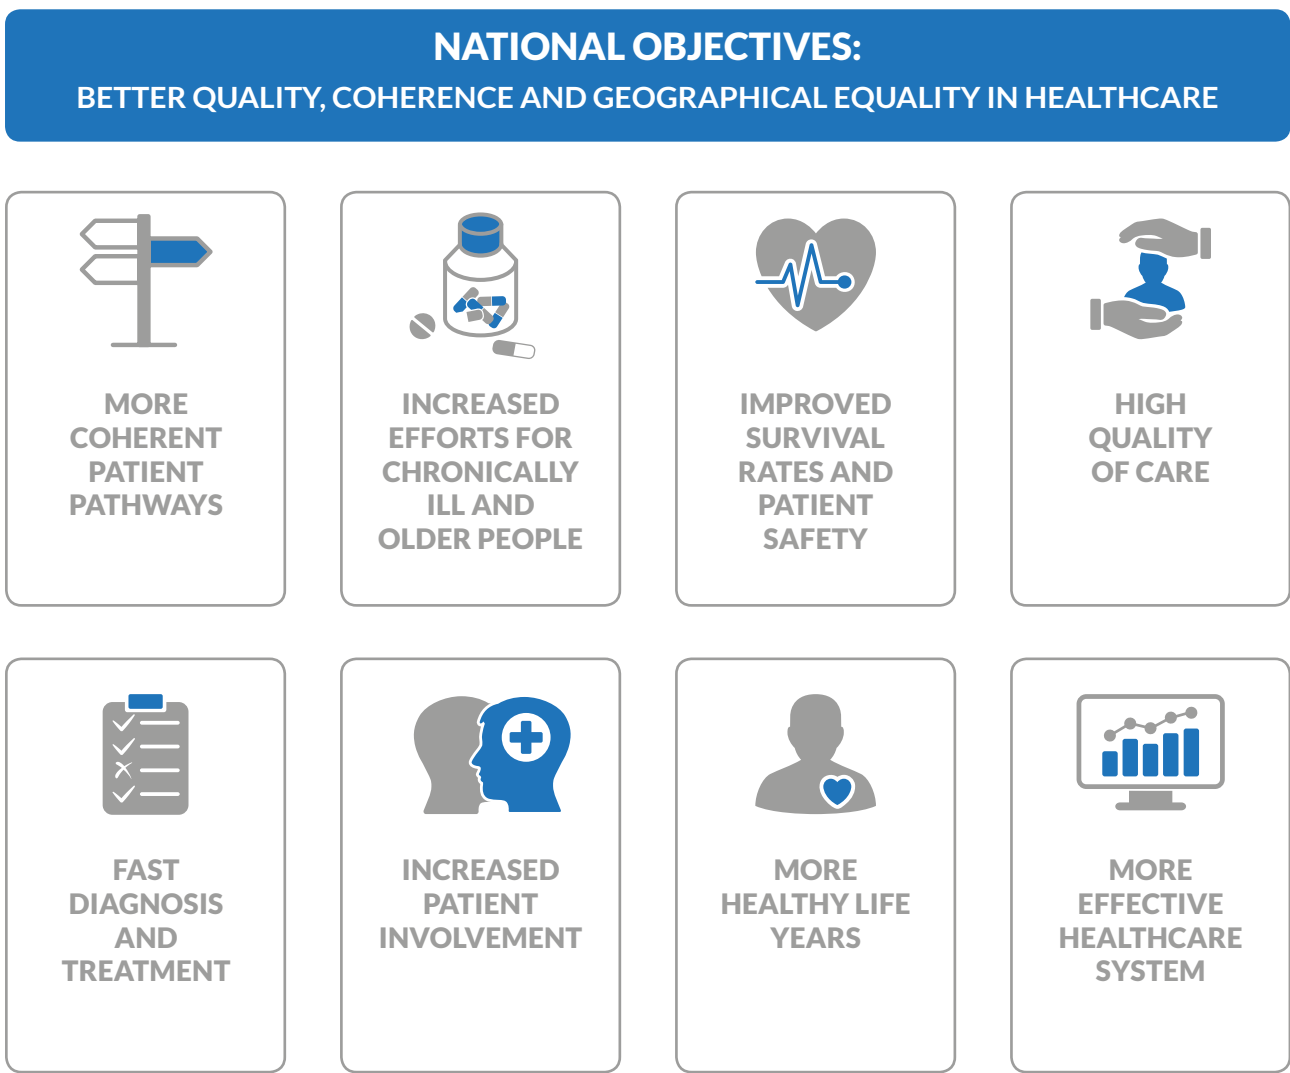 NATIONAL OBJECTIVES:
BETTER QUALITY, COHERENCE AND GEOGRAPHICAL EQUALITY IN HEALTHCARE
MORE
COHERENT
PATIENT
PATHWAYS
INCREASED
EFFORTS FOR
CHRONICALLY
ILL AND
OLDER PEOPLE
IMPROVED
SURVIVAL
RATES AND
PATIENT
SAFETY
HIGH
QUALITY
OF CARE
FAST
DIAGNOSIS
AND
TREATMENT
INCREASED
PATIENT
INVOLVEMENT
MORE
HEALTHY LIFE
YEARS
MORE
EFFECTIVE
HEALTHCARE
SYSTEM